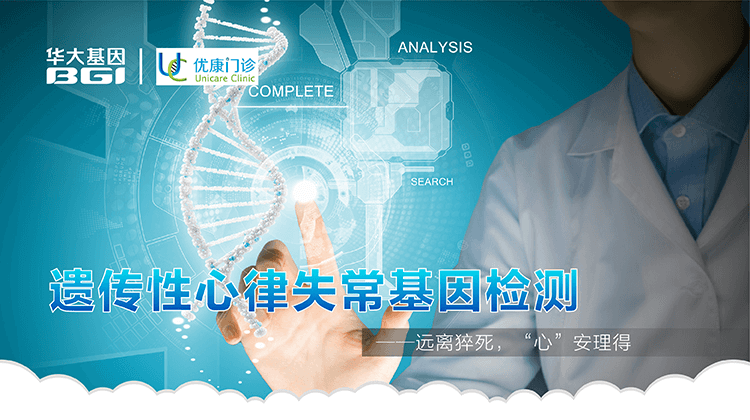 华大基因
BGI
优康门诊
Unicare Clinic
ANALYSIS
COMPLETE
SEARCH
遗传性心律失常基因检测
——远离猝死，“心”安理得